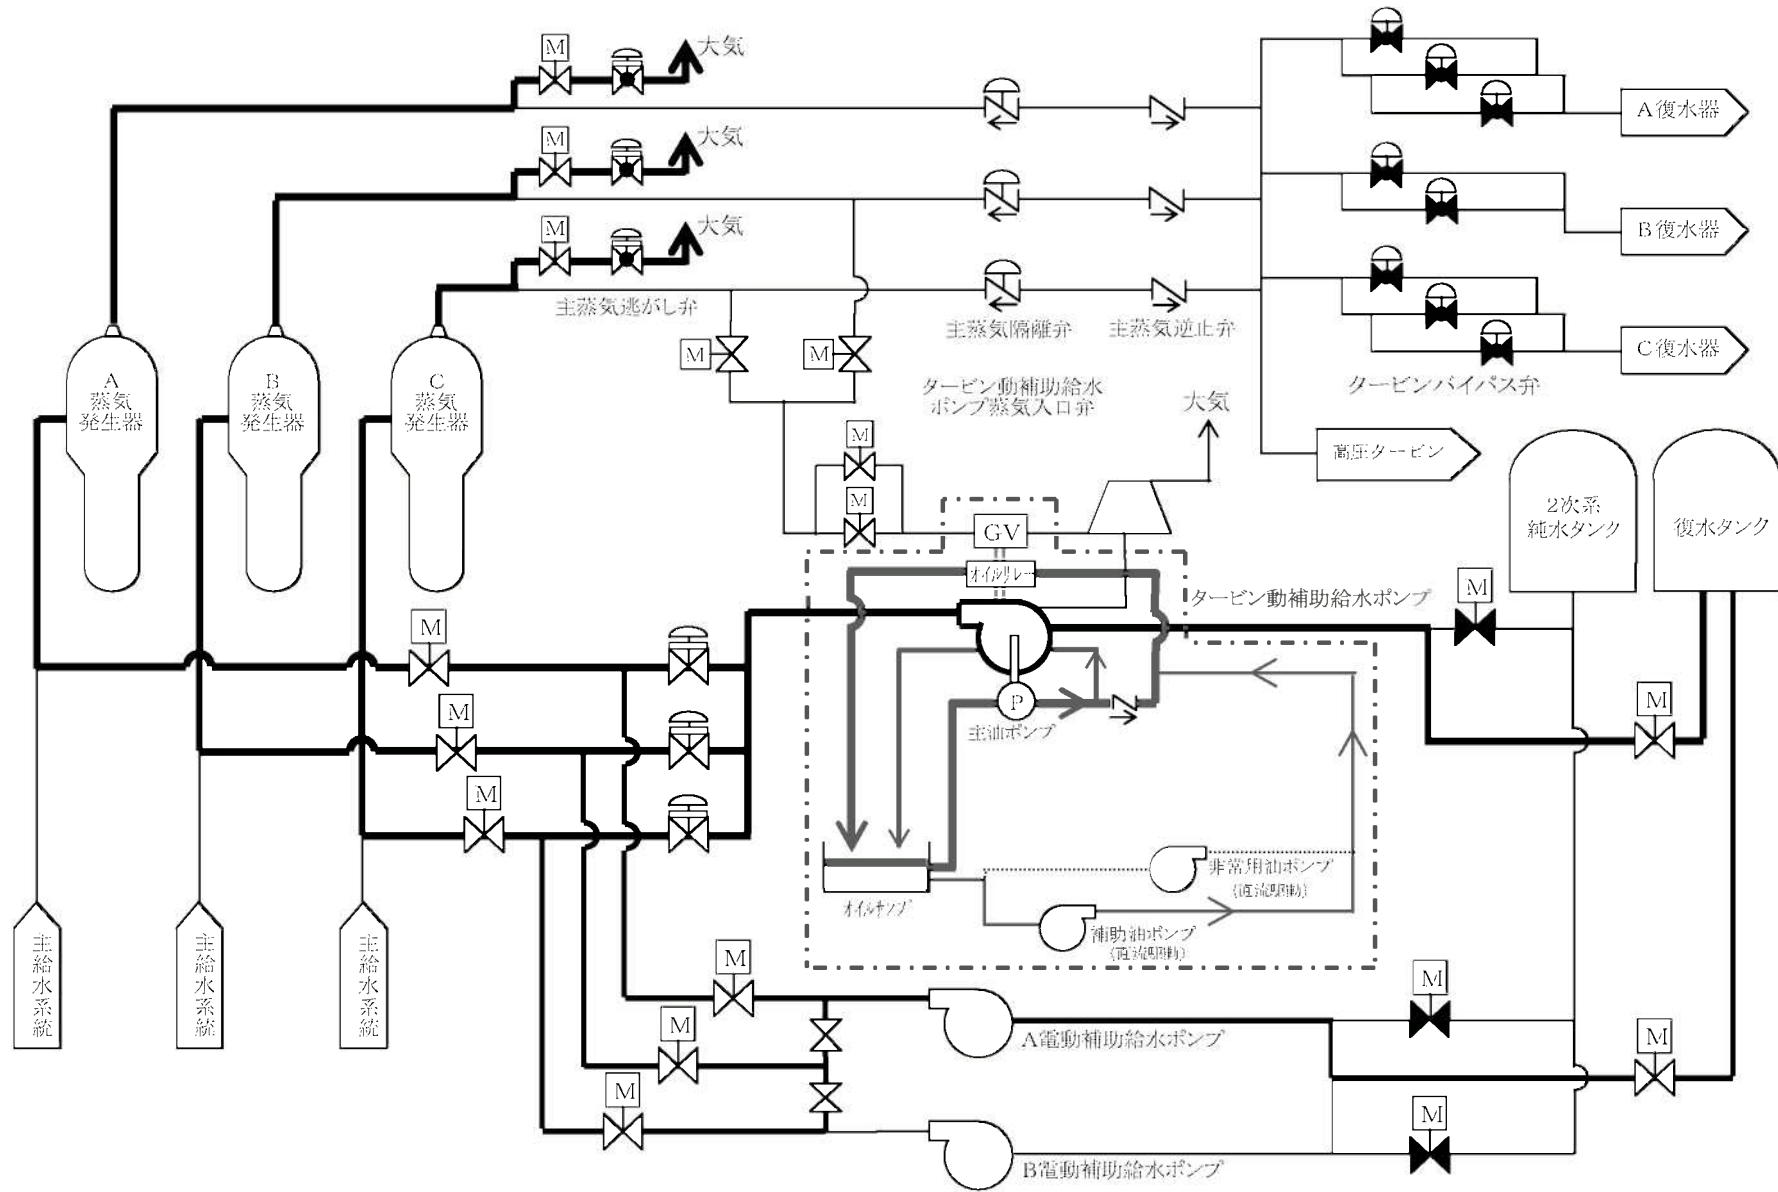 M
大気
M
大気
M
大気
主蒸気逃がし弁
主蒸気隔離弁
主蒸気逆止弁
A復水器
B復水器
C復水器
タービンバイパス弁
M
M
A
蒸気
発生器
B
蒸気
発生器
C
蒸気
発生器
タービン動補助給水
ポンプ蒸気入口弁
大気
高圧タービン
M
M
GV
オイルリレー
2次系
純水タンク
復水タンク
タービン動補助給水ポンプ
M
M
M
M
M
P
主油ポンプ
非常用油ポンプ
(直流駆動)
補助油ポンプ
(直流駆動)
オイルサンプ
主給水系統
主給水系統
主給水系統
M
M
M
A電動補助給水ポンプ
B電動補助給水ポンプ
M
M
M